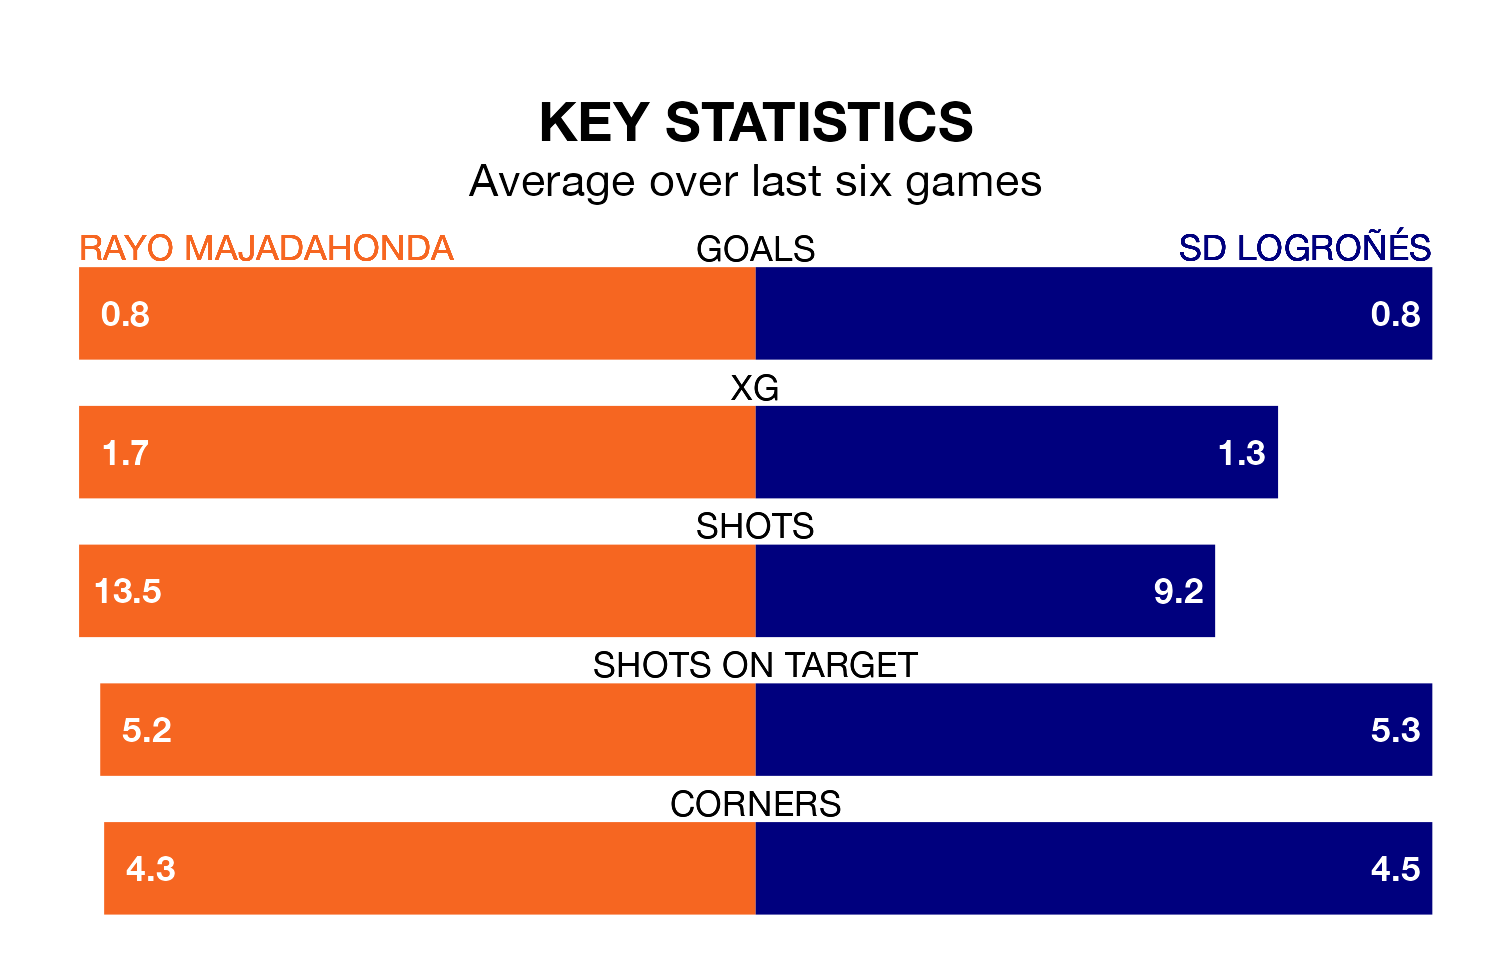 KEY STATISTICS
Average over last six games
RAYO MAJADAHONDA GOALS SD LOGROÑÉS
0.8 0.8
XG
1.7 1.3
SHOTS
13.5 9.2
SHOTS ON TARGET
5.2 5.3
CORNERS
4.3 4.5